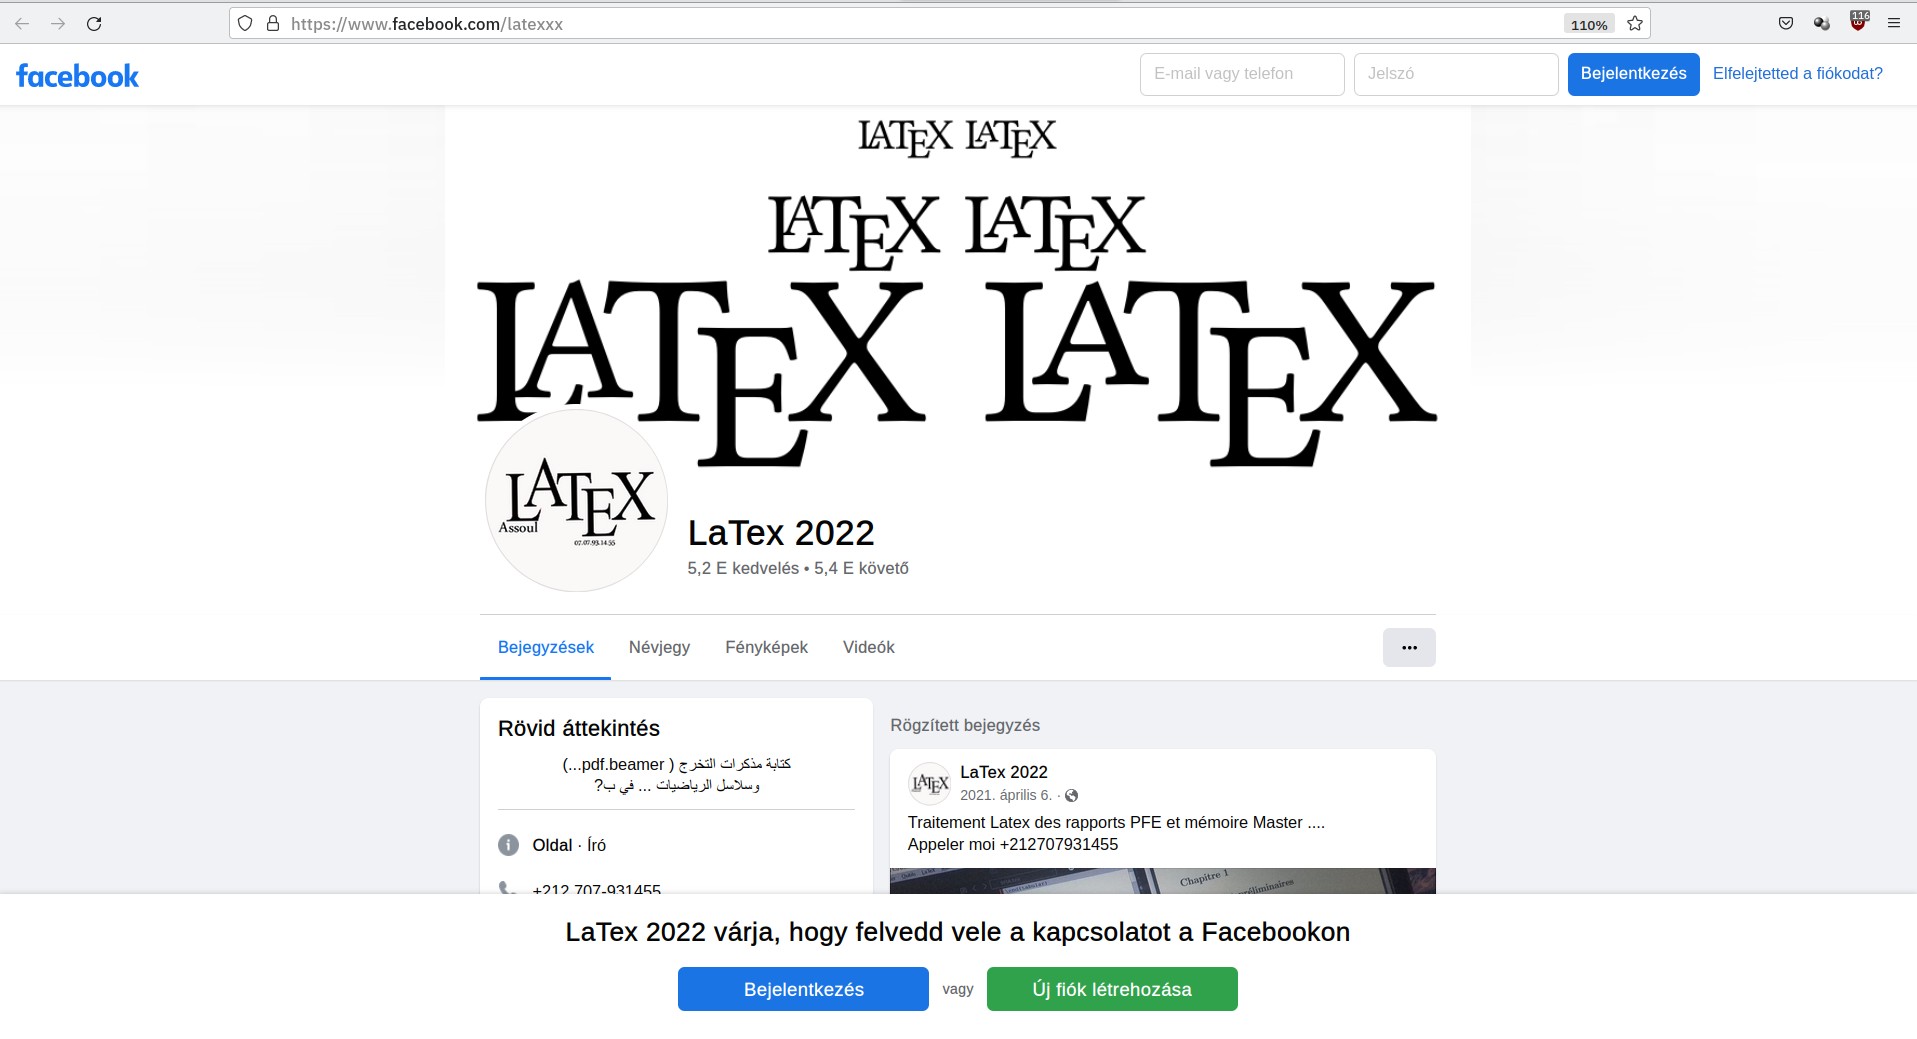 https://www.facebook.com/latexxx
110%
116
facebook
E-mail vagy telefon
Jelszó
Bejelentkezés
Elfelejtetted a fiókodat?
LATEX LATEX
LATEX LATEX
LATEX LATEX
LATEX
Assoul
07.07.93.14.55
LaTex 2022
5,2 E kedvelés • 5,4 E követő
Bejegyzések
Névjegy
Fényképek
Videók
Rövid áttekintés
كتابة مذكرات التخرج ( pdf.beamer...)
وسلاسل الرياضيات ... في ب?
Oldal · Író
+212 707-931455
Rögzített bejegyzés
LATEX
LaTex 2022
2021. április 6. ·
Traitement Latex des rapports PFE et mémoire Master ....
Appeler moi +212707931455
Chapitre 1
préliminaires
LaTex 2022 várja, hogy felvedd vele a kapcsolatot a Facebookon
Bejelentkezés
vagy
Új fiók létrehozása